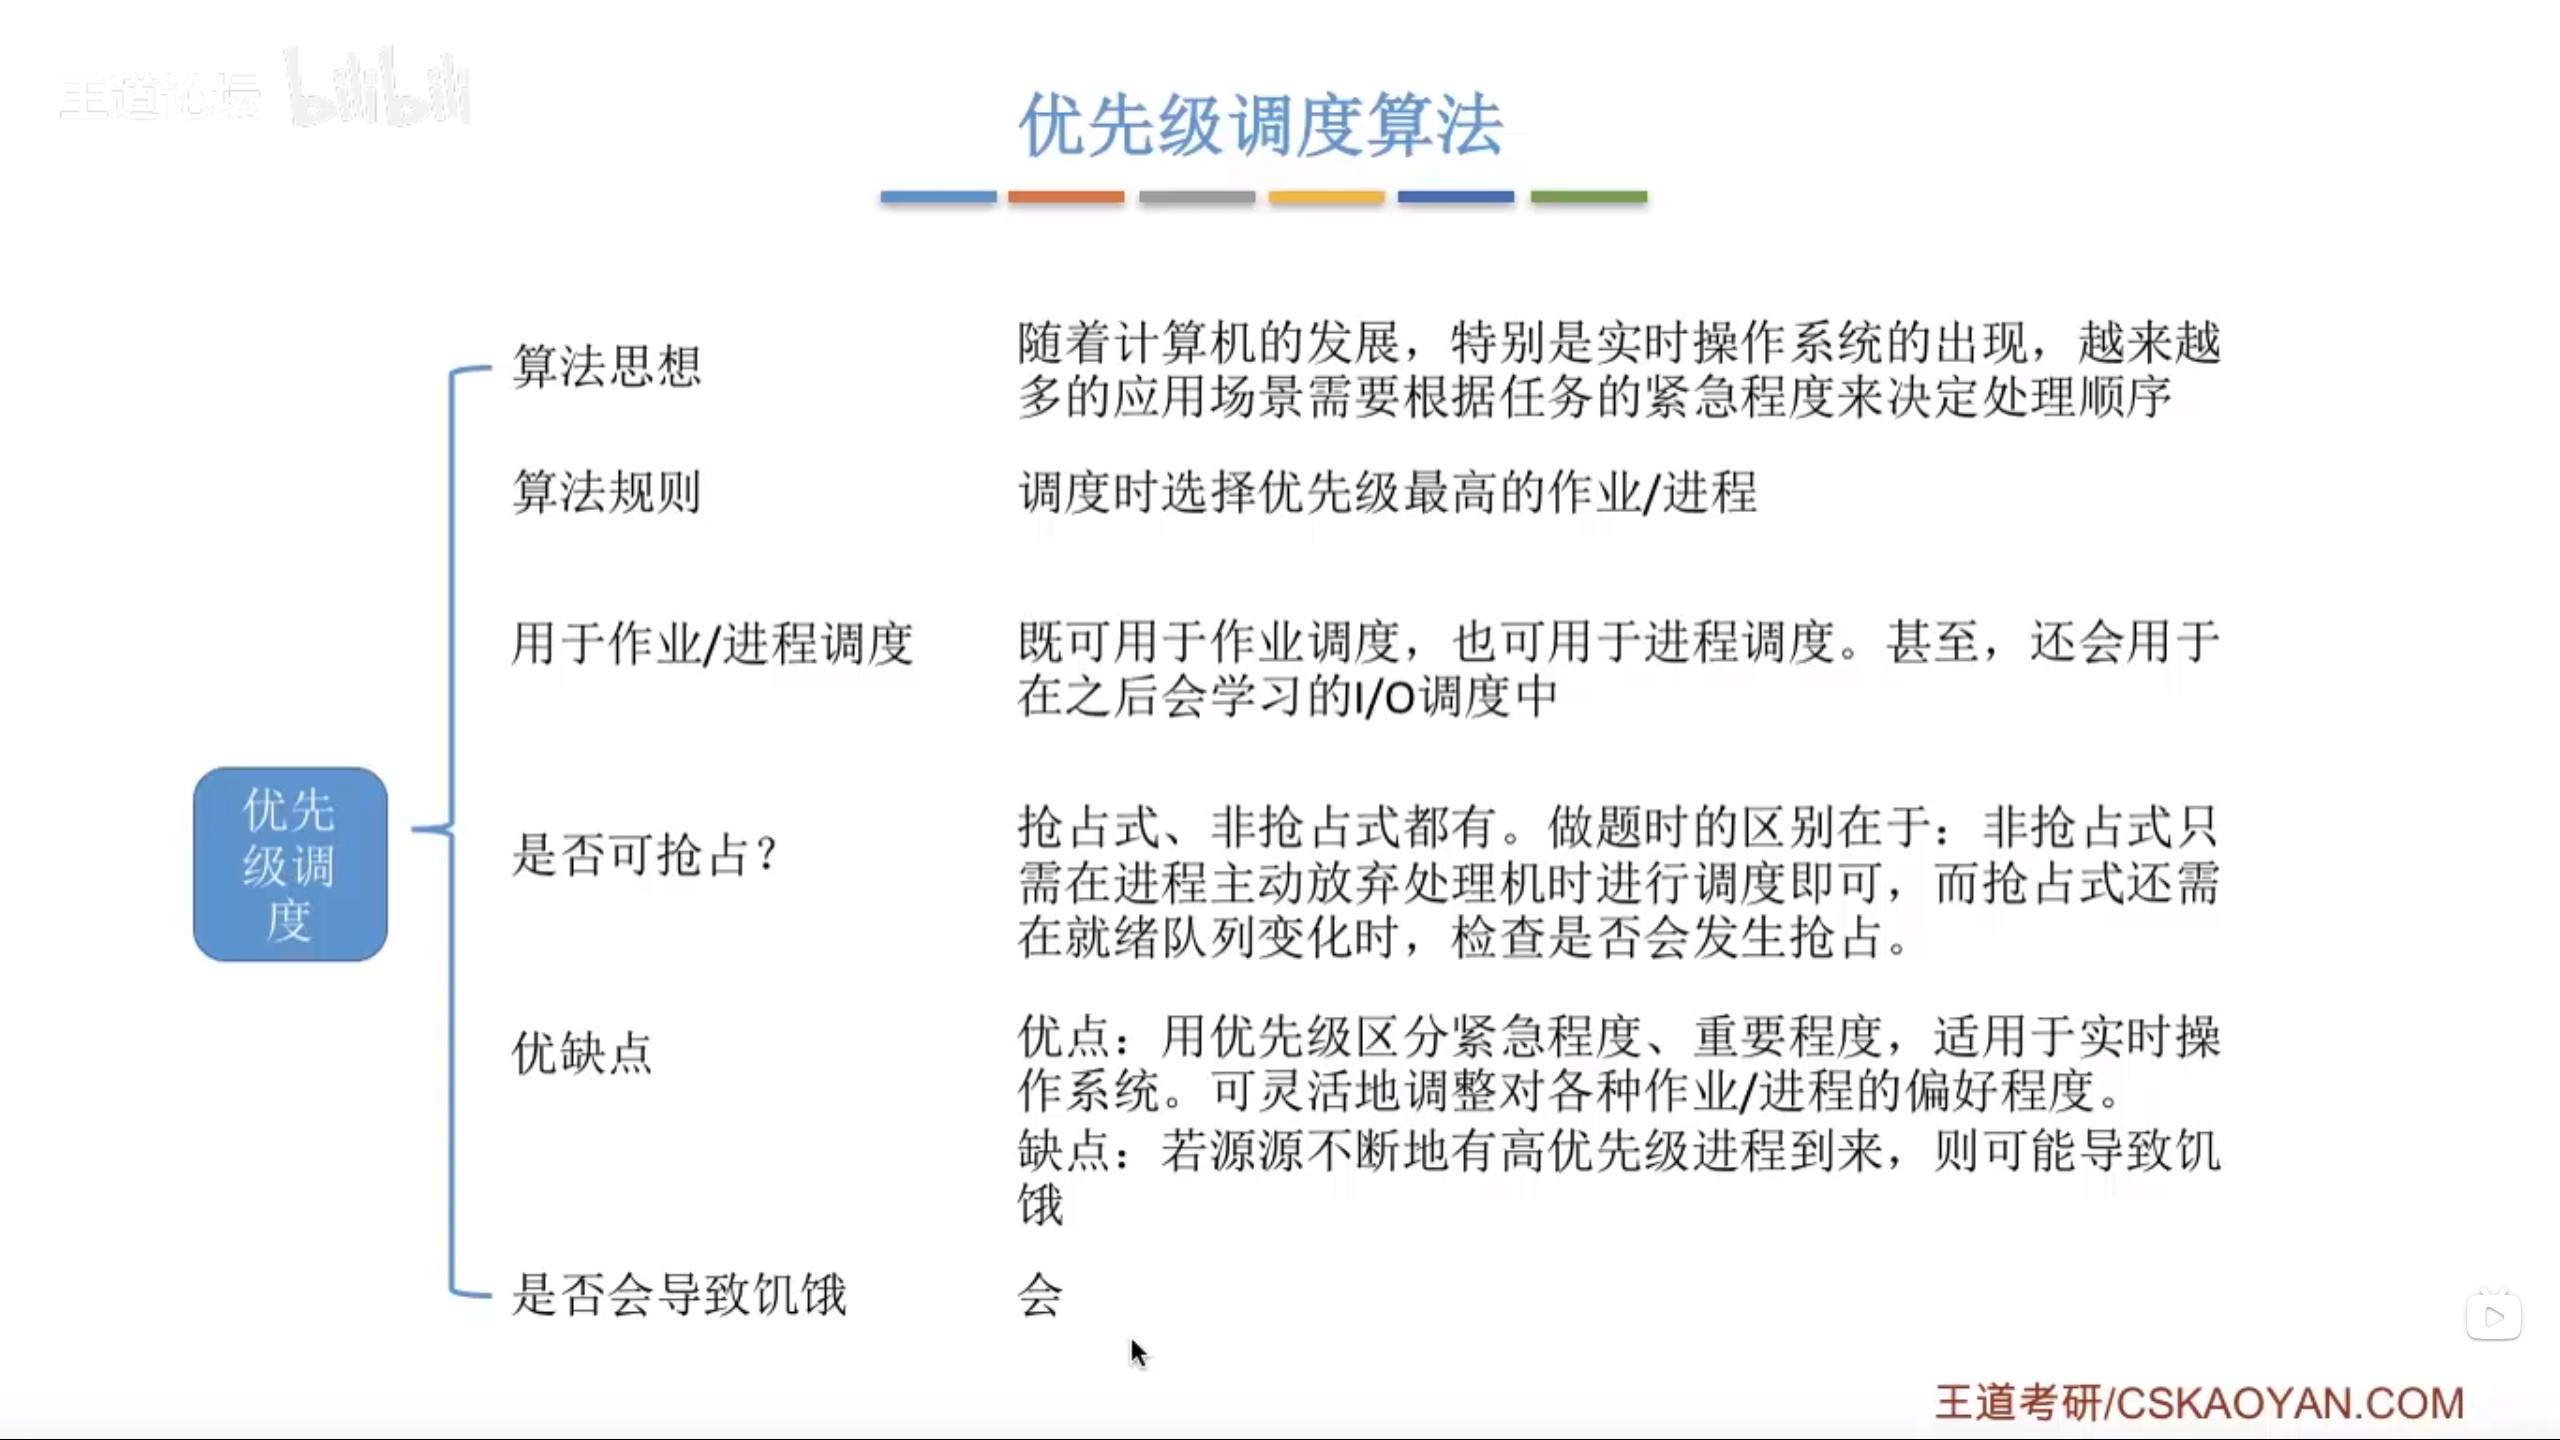 王道论坛 bilibili
优先级调度算法
算法思想
随着计算机的发展，特别是实时操作系统的出现，越来越
多的应用场景需要根据任务的紧急程度来决定处理顺序
算法规则
调度时选择优先级最高的作业/进程
用于作业/进程调度
既可用于作业调度，也可用于进程调度。甚至，还会用于
在之后会学习的I/O调度中
优先
级调
度
是否可抢占？
抢占式、非抢占式都有。做题时的区别在于：非抢占式只
需在进程主动放弃处理机时进行调度即可，而抢占式还需
在就绪队列变化时，检查是否会发生抢占。
优缺点
优点：用优先级区分紧急程度、重要程度，适用于实时操
作系统。可灵活地调整对各种作业/进程的偏好程度。
缺点：若源源不断地有高优先级进程到来，则可能导致饥
饿
是否会导致饥饿
会
王道考研/CSKAOYAN.COM